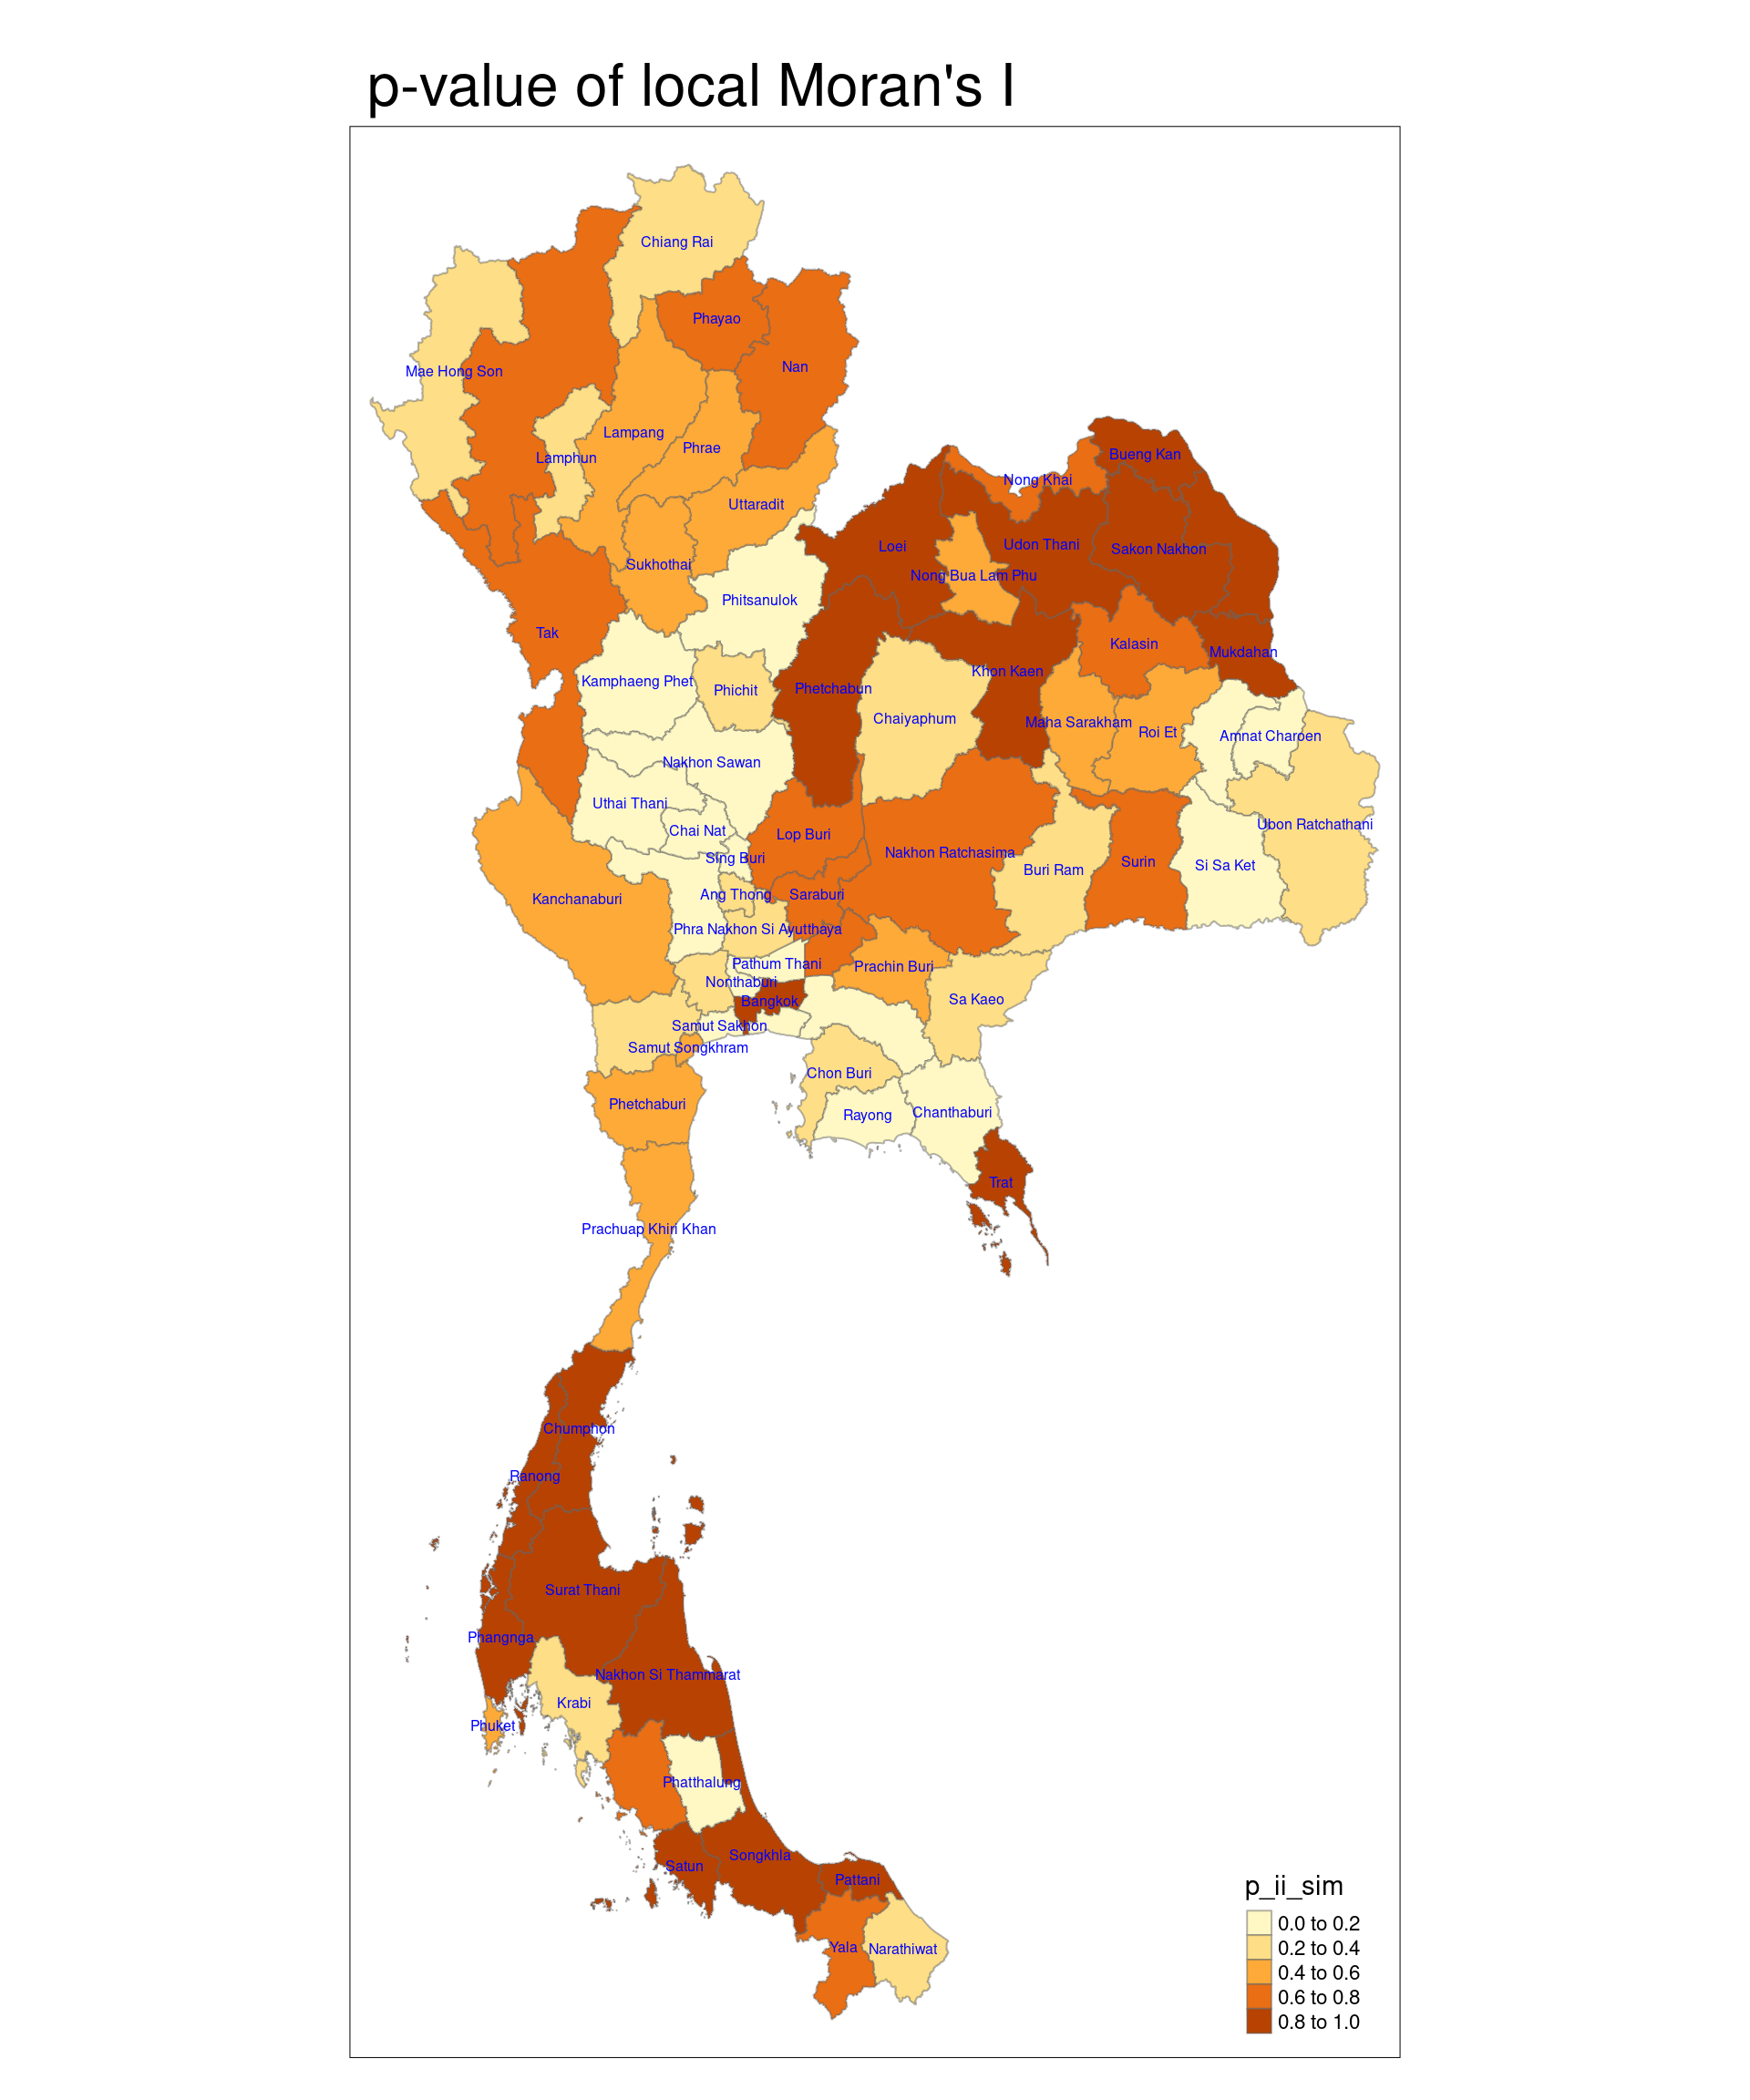 p-value of local Moran's I
Chiang Rai
Phayao
Nan
Mae Hong Son
Lampang
Phrae
Lamphun
Bueng Kan
Nong Khai
Uttaradit
Loei
Udon Thani
Sakon Nakhon
Sukhothai
Nong Bua Lam Phu
Phitsanulok
Tak
Kalasin
Mukdahan
Khon Kaen
Kamphaeng Phet
Phichit
Phetchabun
Chaiyaphum
Maha Sarakham
Roi Et
Amnat Charoen
Nakhon Sawan
Uthai Thani
Chai Nat
Lop Buri
Ubon Ratchathani
Sing Buri
Nakhon Ratchasima
Surin
Si Sa Ket
Buri Ram
Kanchanaburi
Ang Thong
Saraburi
Phra Nakhon Si Ayutthaya
Pathum Thani
Prachin Buri
Nonthaburi
Bangkok
Sa Kaeo
Samut Sakhon
Samut Songkhram
Chon Buri
Phetchaburi
Rayong
Chanthaburi
Trat
Prachuap Khiri Khan
Chumphon
Ranong
Surat Thani
Phangnga
Nakhon Si Thammarat
Krabi
Phuket
Phatthalung
Songkhla
Satun
Pattani
Yala
Narathiwat
p_ii_sim
0.0 to 0.2
0.2 to 0.4
0.4 to 0.6
0.6 to 0.8
0.8 to 1.0